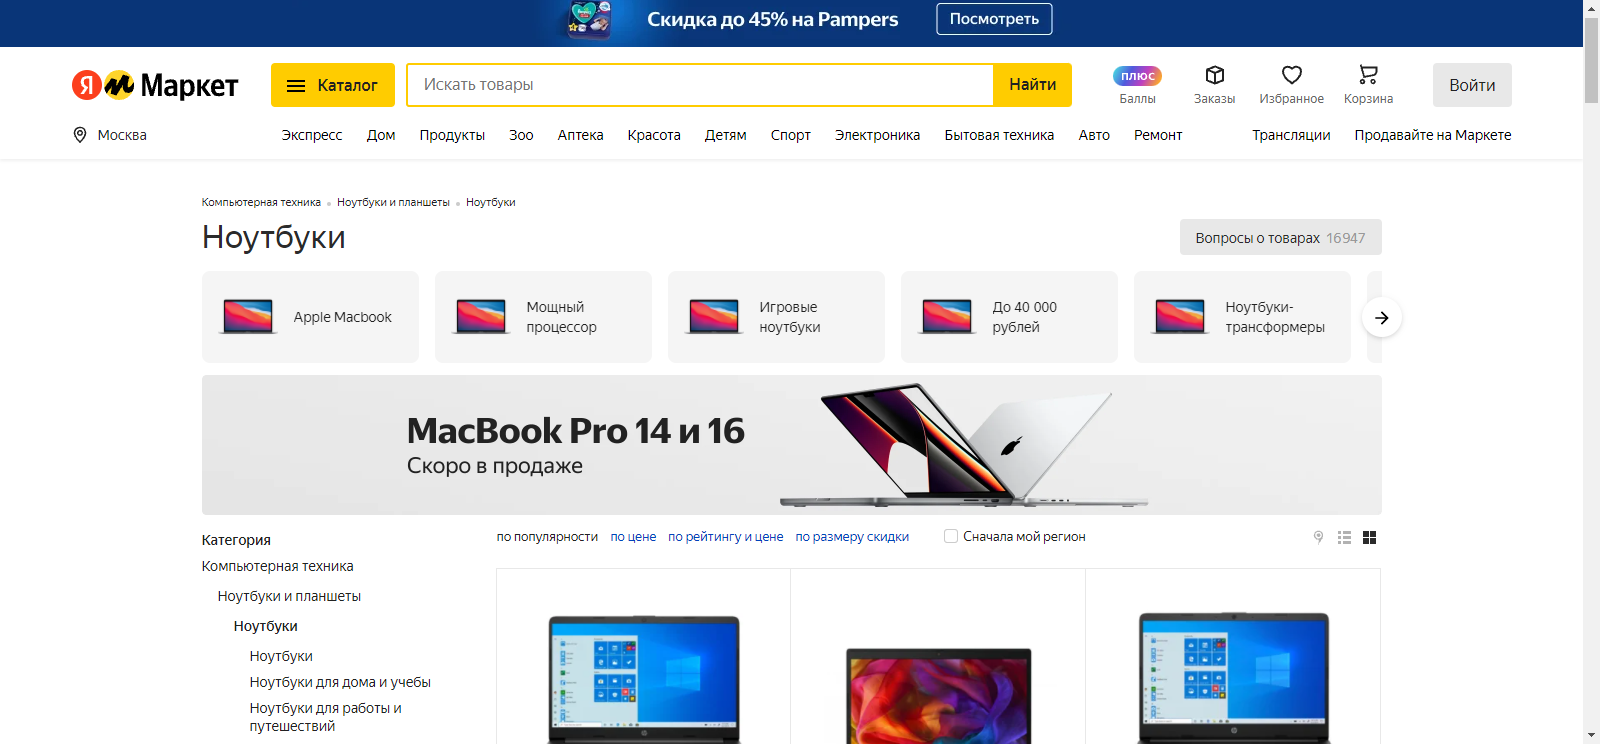 Скидка до 45% на Pampers
Посмотреть
Я Маркет
Каталог
Искать товары
Найти
плюс
Баллы
Заказы
Избранное
Корзина
Войти
Москва
Экспресс Дом Продукты Зоо Аптека Красота Детям Спорт Электроника Бытовая техника Авто Ремонт Трансляции Продавайте на Маркете
Компьютерная техника Ноутбуки и планшеты Ноутбуки
Ноутбуки
Вопросы о товарах 16947
Apple Macbook
Мощный
процессор
Игровые
ноутбуки
До 40 000
рублей
Ноутбуки-
трансформеры
MacBook Pro 14 и 16
Скоро в продаже
Категория
Компьютерная техника
Ноутбуки и планшеты
Ноутбуки
Ноутбуки
Ноутбуки для дома и учебы
Ноутбуки для работы и
путешествий
по популярности по цене по рейтингу и цене по размеру скидки Сначала мой регион